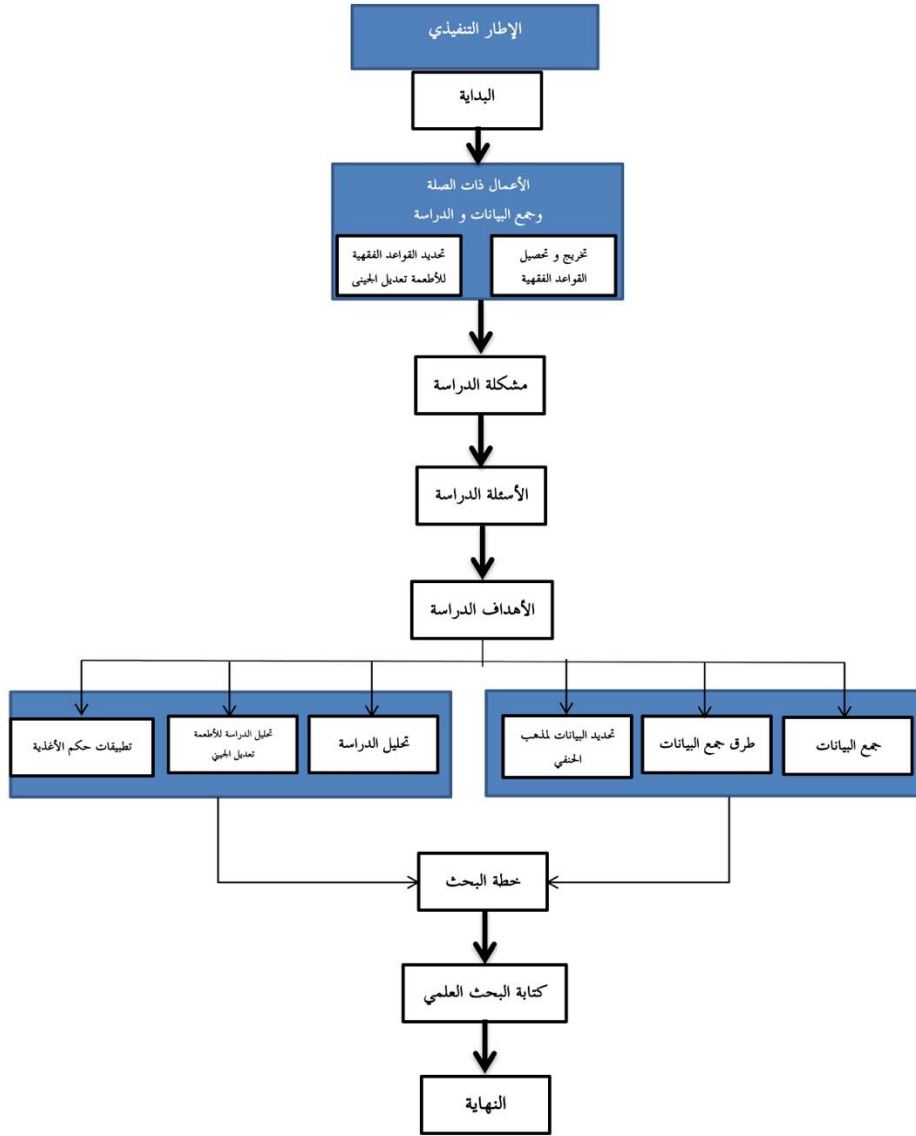 الإطار التنفيذي
البداية
الأعمال ذات الصلة
وجمع البيانات و الدراسة
تخريج و تحصيل
القواعد الفقهية
تحديد القواعد الفقهية
للأطعمة تعديل الجينى
مشكلة الدراسة
الأسئلة الدراسة
الأهداف الدراسة
جمع البيانات
طرق جمع البيانات
تحديد البيانات لمذهب
الحنفي
تحليل الدراسة
تحليل الدراسة للأطعمة
تعديل الجيني
تطبيقات حكم الأغذية
خطة البحث
كتابة البحث العلمي
النهاية